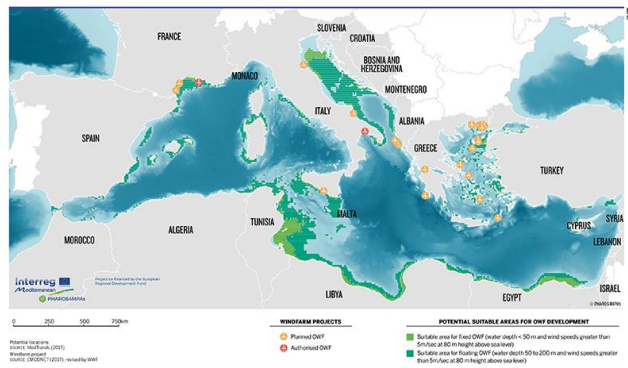 SLOVENIA
FRANCE
CROATIA
BOSNIA AND
HERZEGOVINA
MONACO
MONTENEGRO
ITALY
ALBANIA
SPAIN
GREECE
TURKEY
MALTA
TUNISIA
SYRIA
CYPRUS
MOROCCO
ALGERIA
LEBANON
interreg
Mediterranean
PHAROS4MPAs
Project co-financed by the European
Regional Development Fund
LIBYA
EGYPT
ISRAEL
© PHAROS4MPAs
0 250 500 750km
WINDFARM PROJECTS
Planned OWF
Authorised OWF
POTENTIAL SUITABLE AREAS FOR OWF DEVELOPMENT
Suitable area for fixed OWF (water depth < 50 m and wind speeds greater than
5m/sec at 80 m height above sea level)
Suitable area for floating OWF (water depth 50 to 200 m and wind speeds greater
than 5m/sec at 80 m height above sea level)
Potential locations
SOURCE: MedTrends (2015)
Windfarm project
SOURCE: EMODNET (2017), revised by WWF